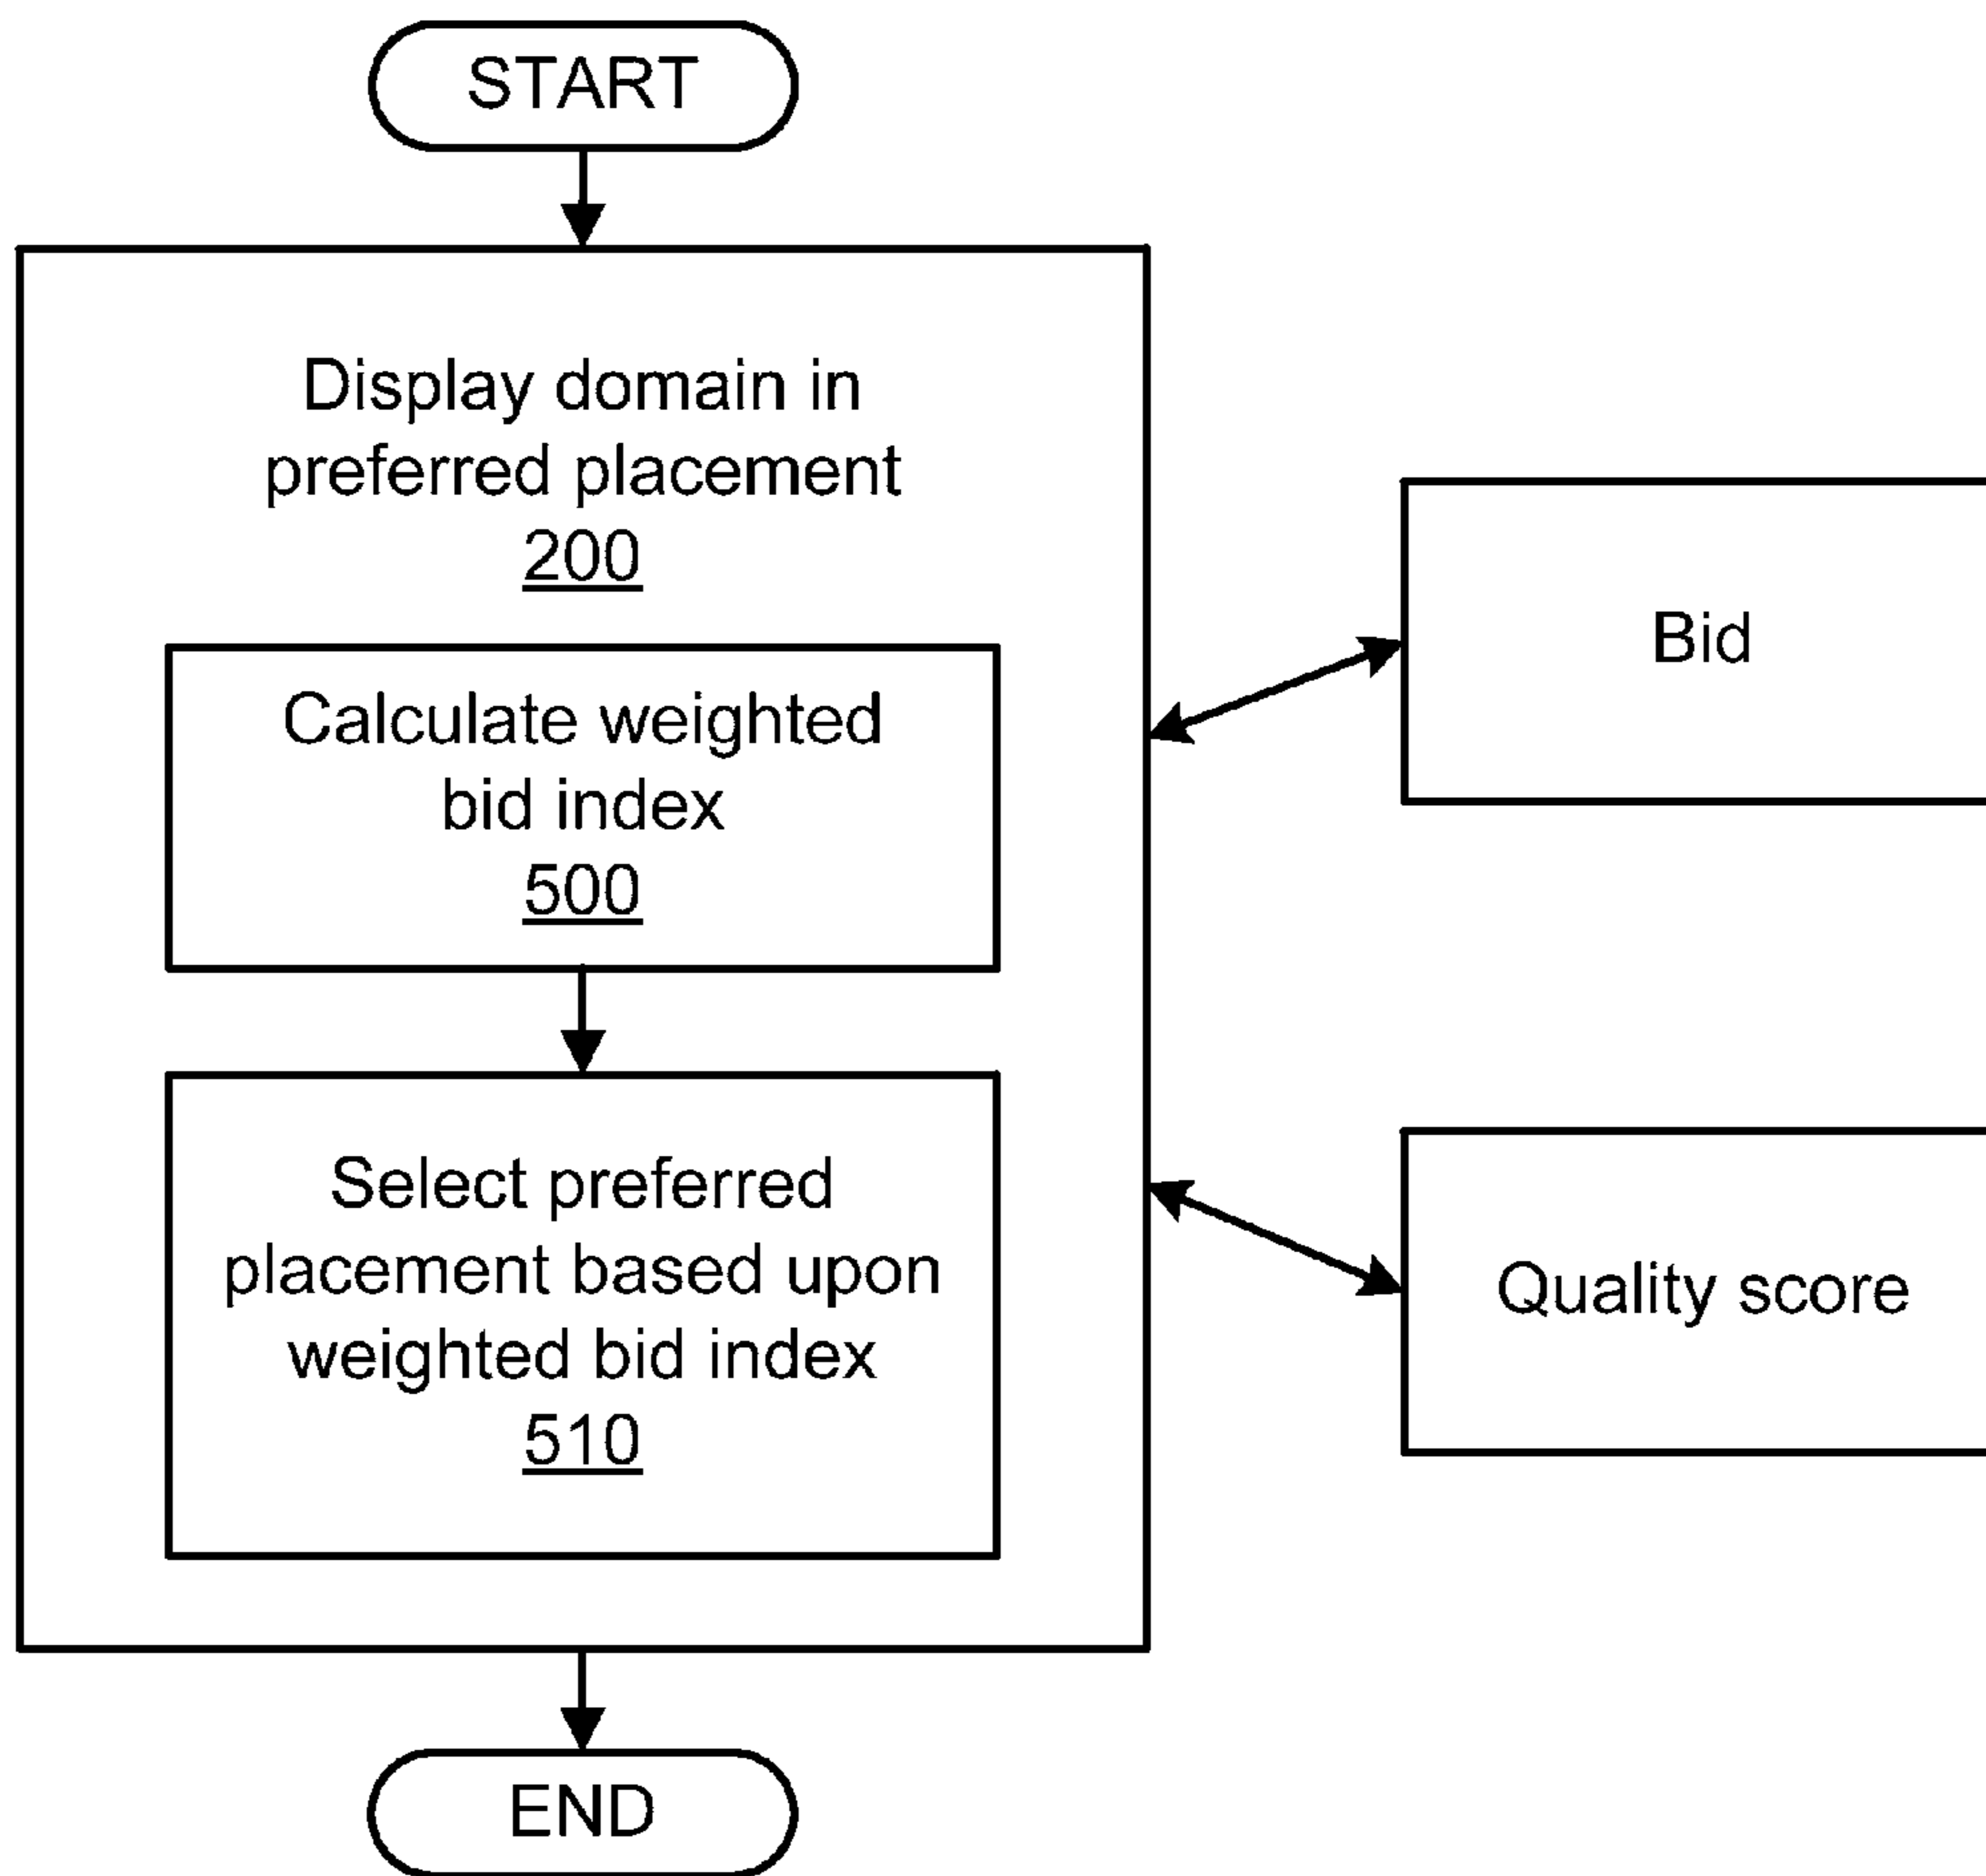 START
Display domain in
preferred placement
200
Calculate weighted
bid index
500
Select preferred
placement based upon
weighted bid index
510
END
Bid
Quality score